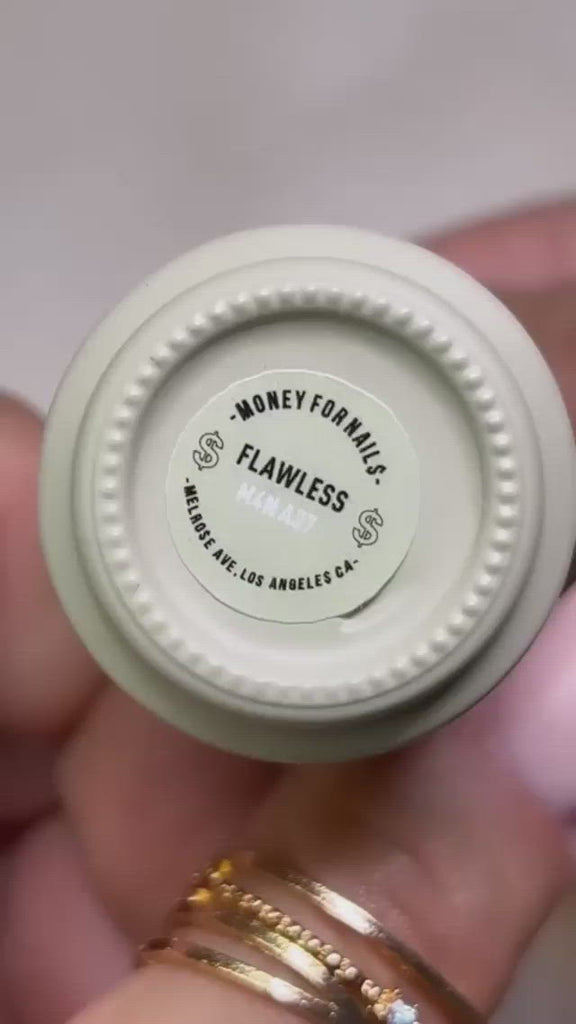 -MONEY FOR NAILS-
$
FLAWLESS
$
-MELROSE AVE, LOS ANGELES CA-